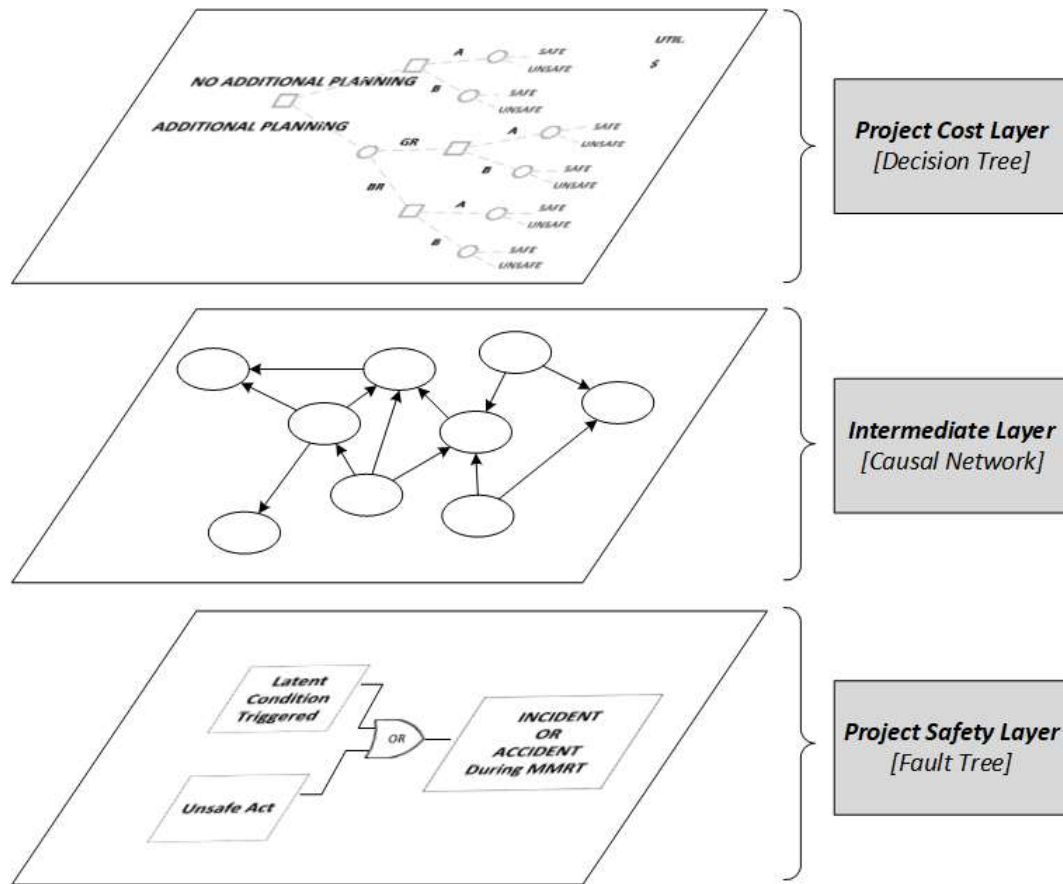 UTIL.
$
A
SAFE
UNSAFE
NO ADDITIONAL PLANNING
B
SAFE
UNSAFE
ADDITIONAL PLANNING
GR
A
SAFE
UNSAFE
B
SAFE
UNSAFE
BR
A
SAFE
UNSAFE
B
SAFE
UNSAFE
Project Cost Layer
[Decision Tree]
Intermediate Layer
[Causal Network]
Latent
Condition
Triggered
OR
INCIDENT
OR
ACCIDENT
During MMRT
Unsafe Act
Project Safety Layer
[Fault Tree]